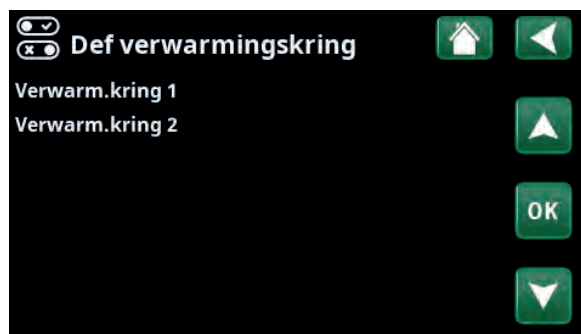 Def verwarmingskring
Verwarm.kring 1
Verwarm.kring 2
OK